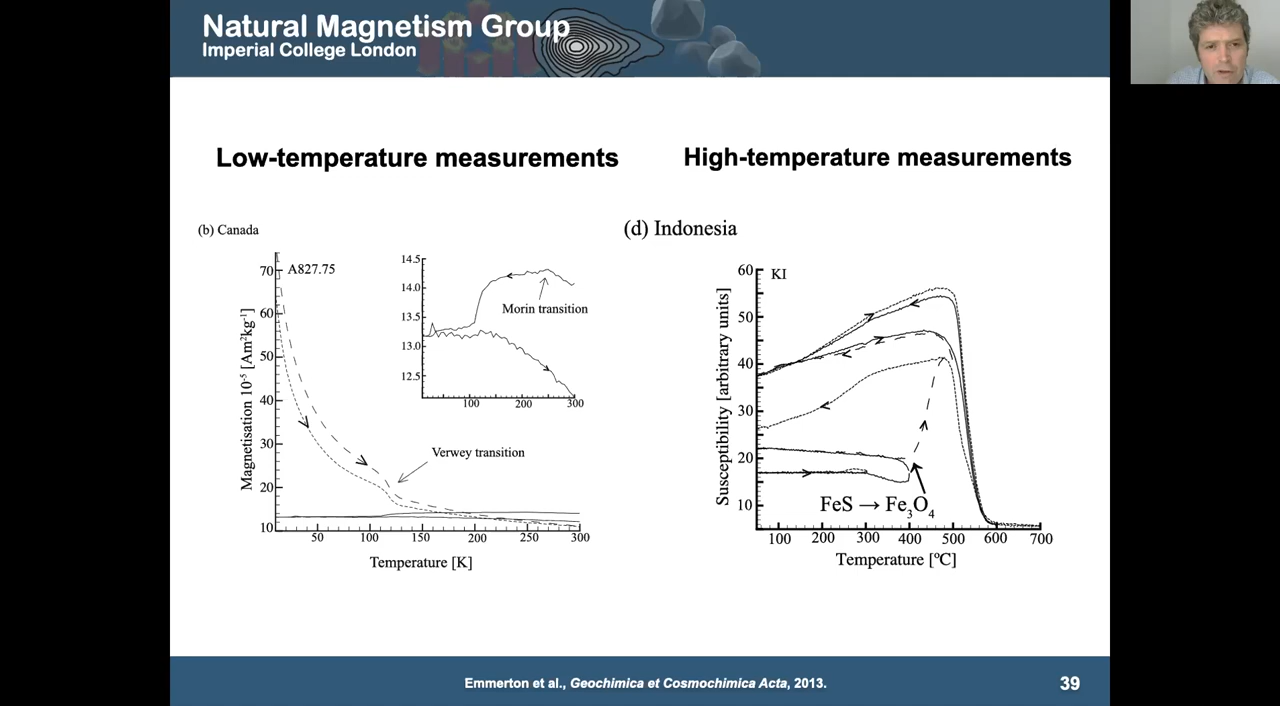 Natural Magnetism Group
Imperial College London
Low-temperature measurements
High-temperature measurements
(b) Canada
A827.75
70
60
50
40
30
20
10
Magnetisation 10⁻⁵ [Am²kg⁻¹]
50
100
150
200
250
300
Temperature [K]
Verwey transition
14.5
14.0
13.5
13.0
12.5
100
200
300
Morin transition
(d) Indonesia
KI
60
50
40
30
20
10
Susceptibility [arbitrary units]
FeS → Fe₃O₄
100
200
300
400
500
600
700
Temperature [ºC]
Emmerton et al., Geochimica et Cosmochimica Acta, 2013.
39